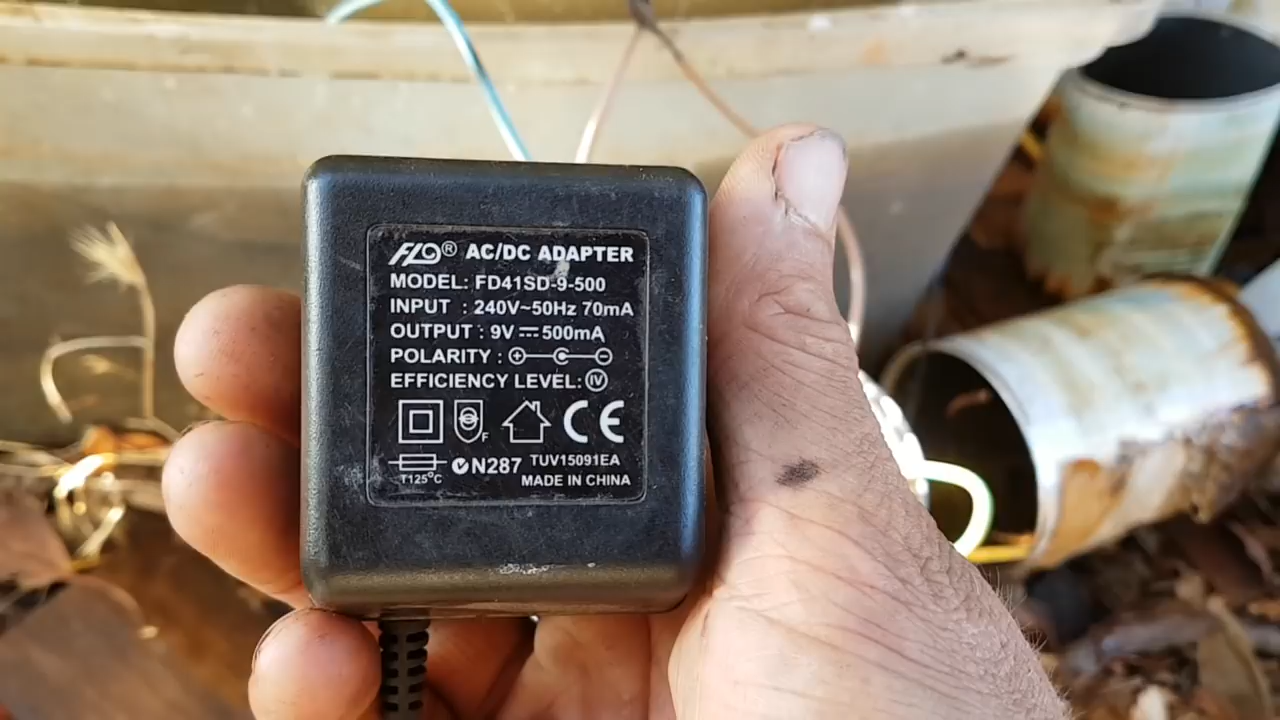 FLO® AC/DC ADAPTER
MODEL: FD41SD-9-500
INPUT : 240V~50Hz 70mA
OUTPUT : 9V⎓500mA
POLARITY :
EFFICIENCY LEVEL: IV
F
CE
T125°C
N287
TUV15091EA
MADE IN CHINA